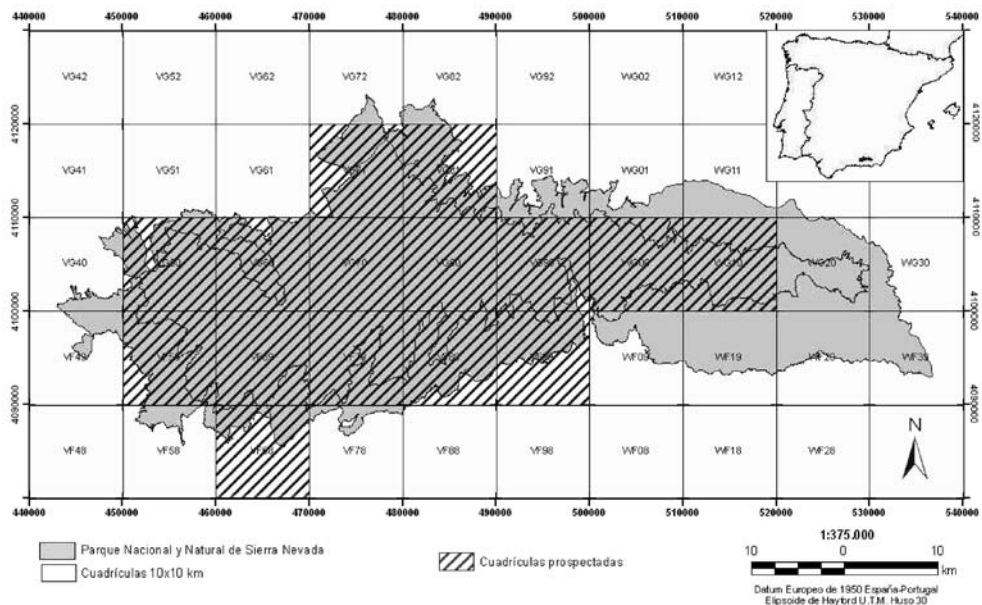 440000 450000 460000 470000 480000 490000 500000 510000 520000 530000 540000
VG42 VG52 VG62 VG72 VG82 VG92 WG02 WG12
4120000 4120000
VG41 VG51 VG61 VG91 WG01 WG11
4110000 4110000
VG40 WG20 WG30
4100000 4100000
VF49 WF09 WF19 WF29 WF39
4090000 4090000
VF48 VF58 VF68 VF78 VF88 VF98 WF08 WF18 WF28
N
440000 450000 460000 470000 480000 490000 500000 510000 520000 530000 540000
Parque Nacional y Natural de Sierra Nevada
Cuadrículas 10x10 km
Cuadrículas prospectadas
1:375.000
10 0 10
km
Datum Europeo de 1950 España-Portugal
Elipsoide de Hayford U.T.M. Huso 30